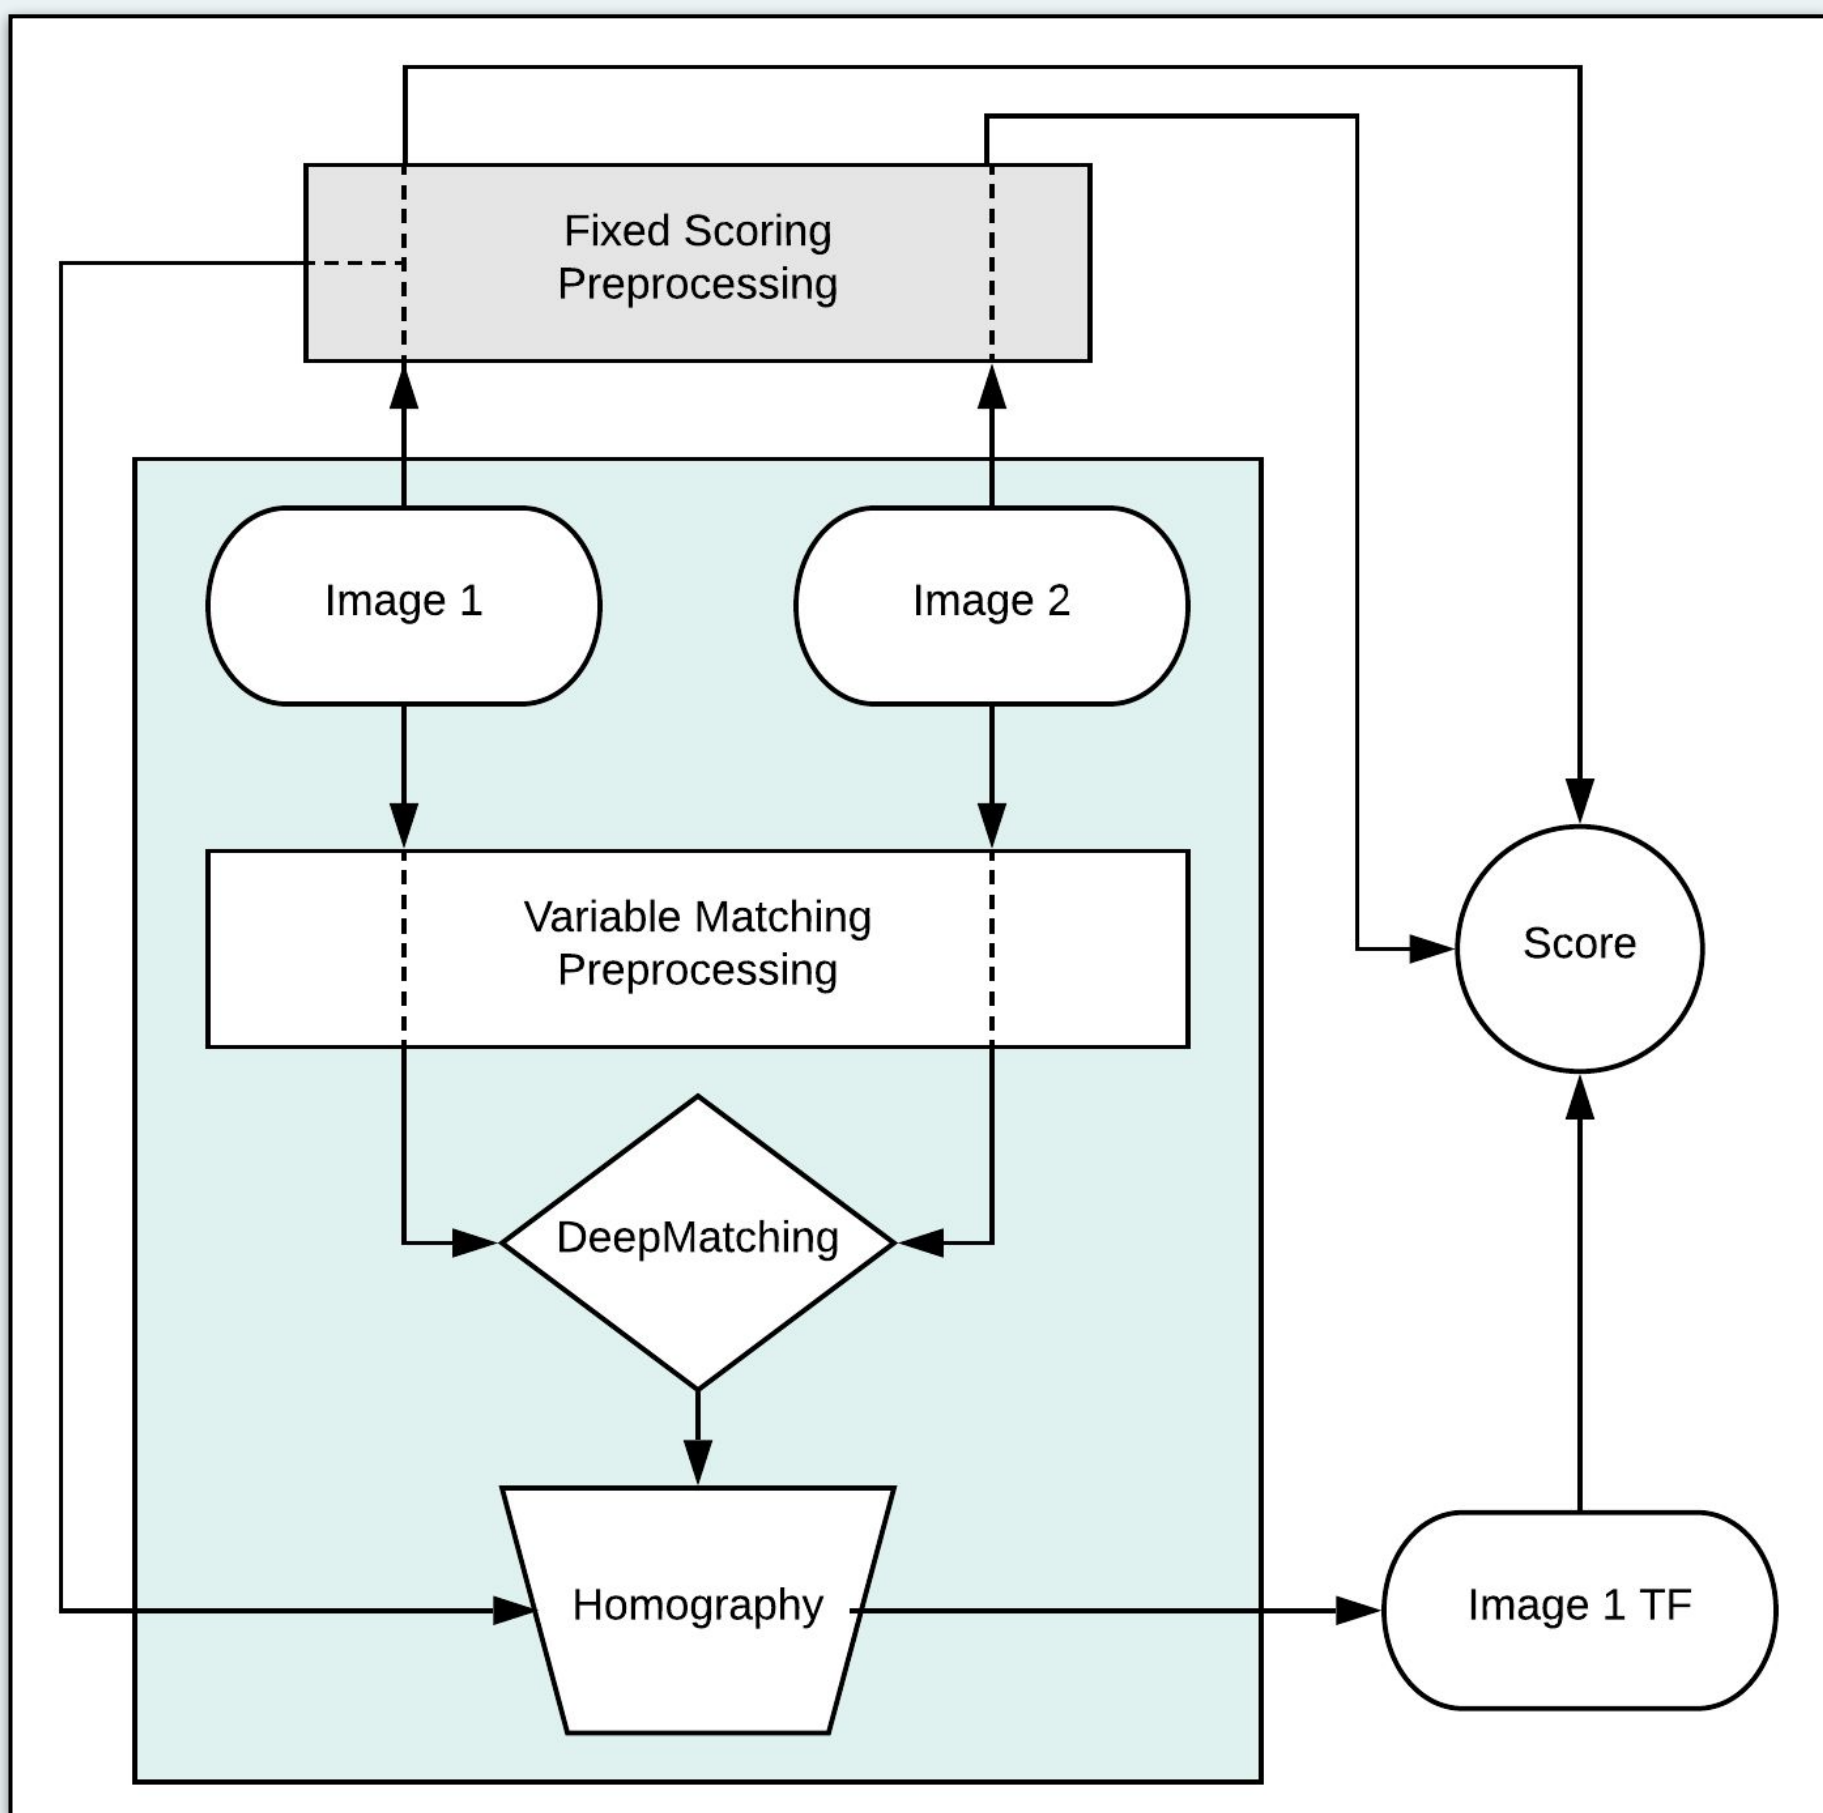 Fixed Scoring
Preprocessing
Image 1
Image 2
Variable Matching
Preprocessing
Score
DeepMatching
Homography
Image 1 TF